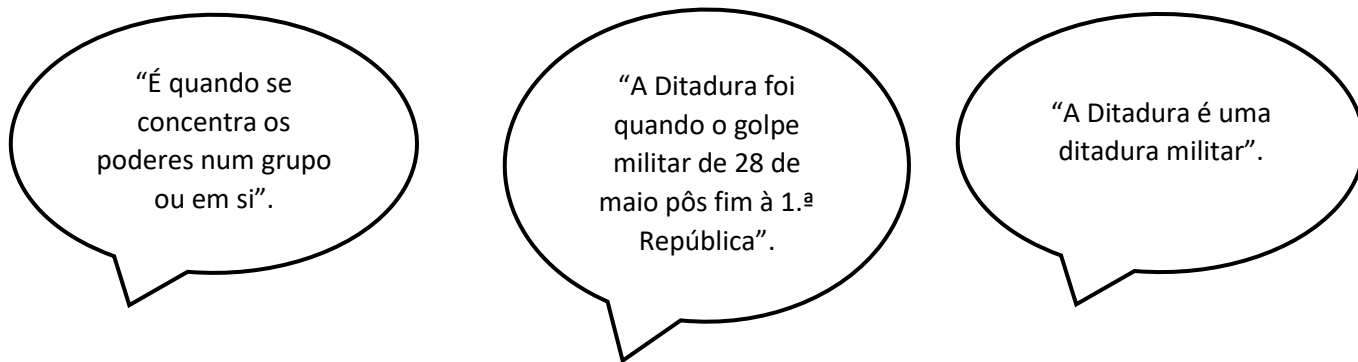 “É quando se
concentra os
poderes num grupo
ou em si”.
“A Ditadura foi
quando o golpe
militar de 28 de
maio pôs fim à 1.ª
República”.
“A Ditadura é uma
ditadura militar”.